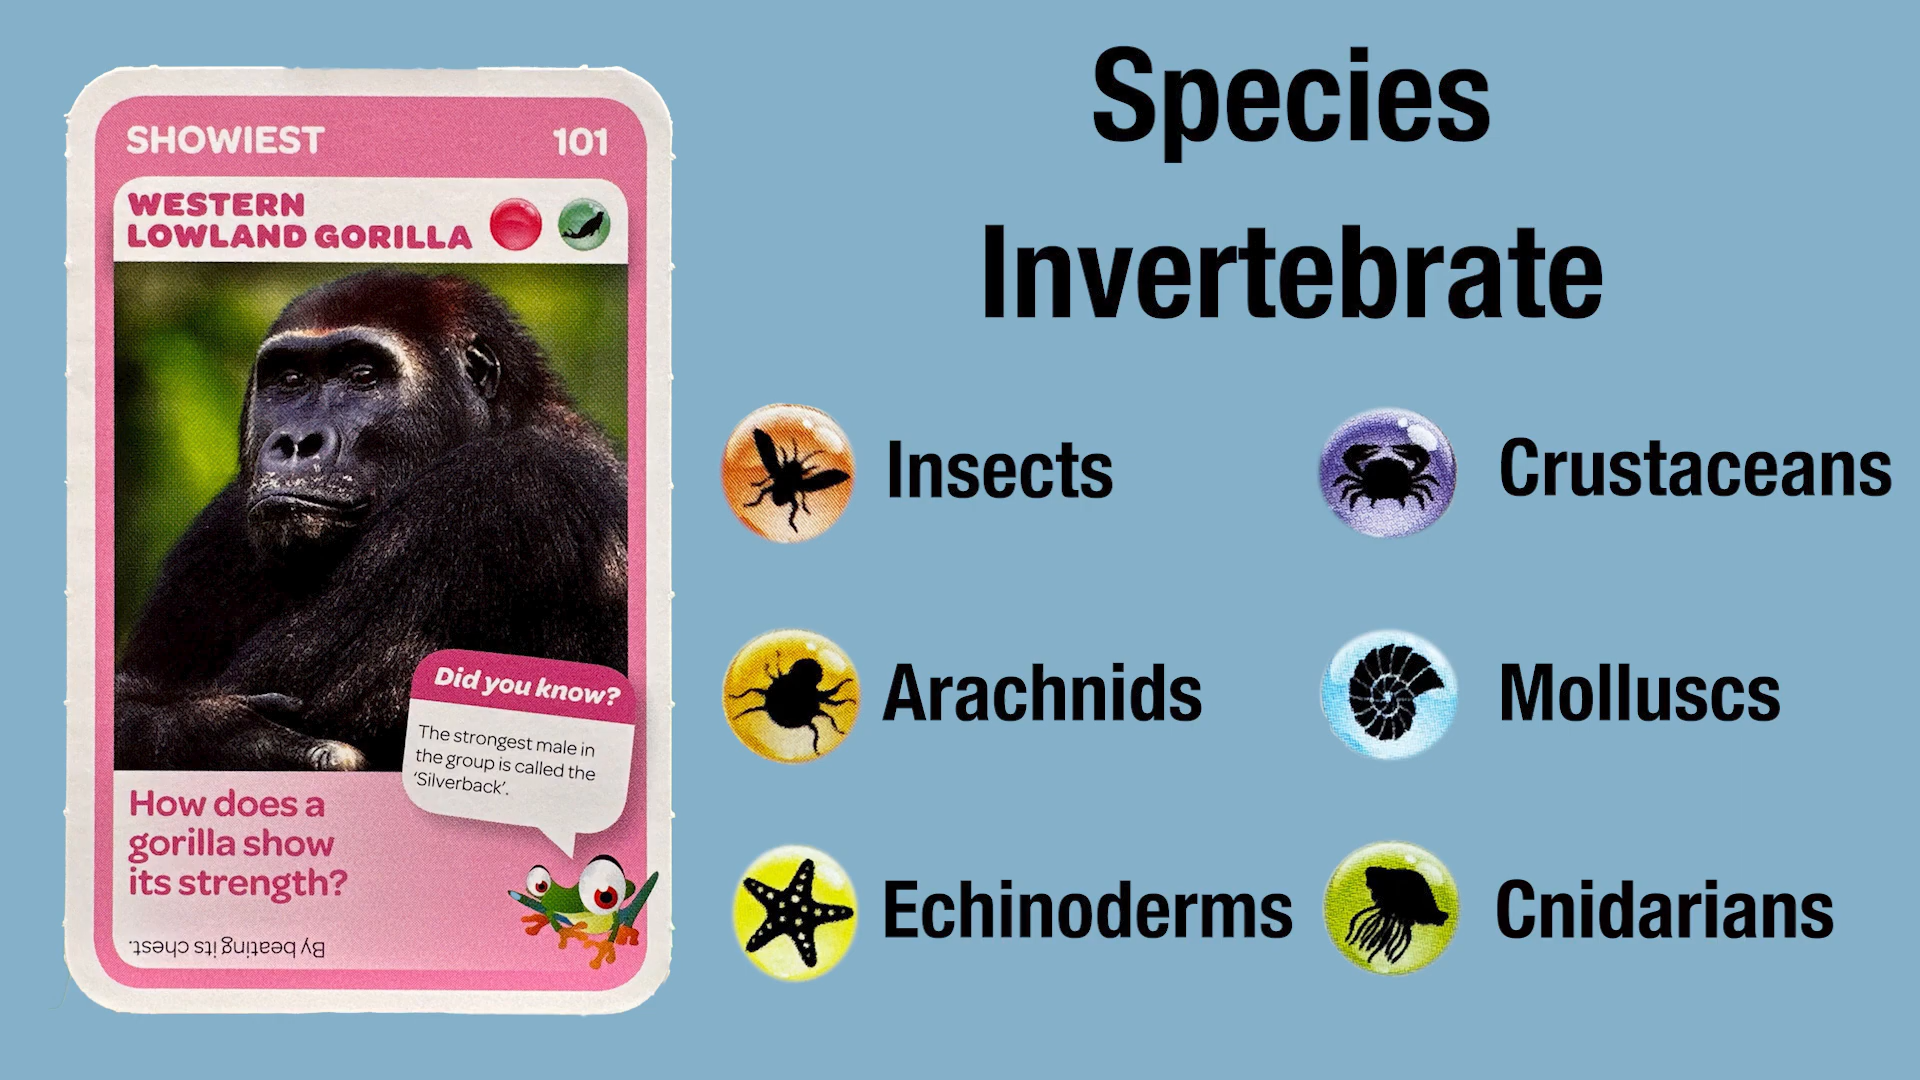 SHOWIEST 101
WESTERN
LOWLAND GORILLA
Did you know?
The strongest male in
the group is called the
'Silverback'.
How does a
gorilla show
its strength?
By beating its chest.
Species
Invertebrate
Insects
Crustaceans
Arachnids
Molluscs
Echinoderms
Cnidarians